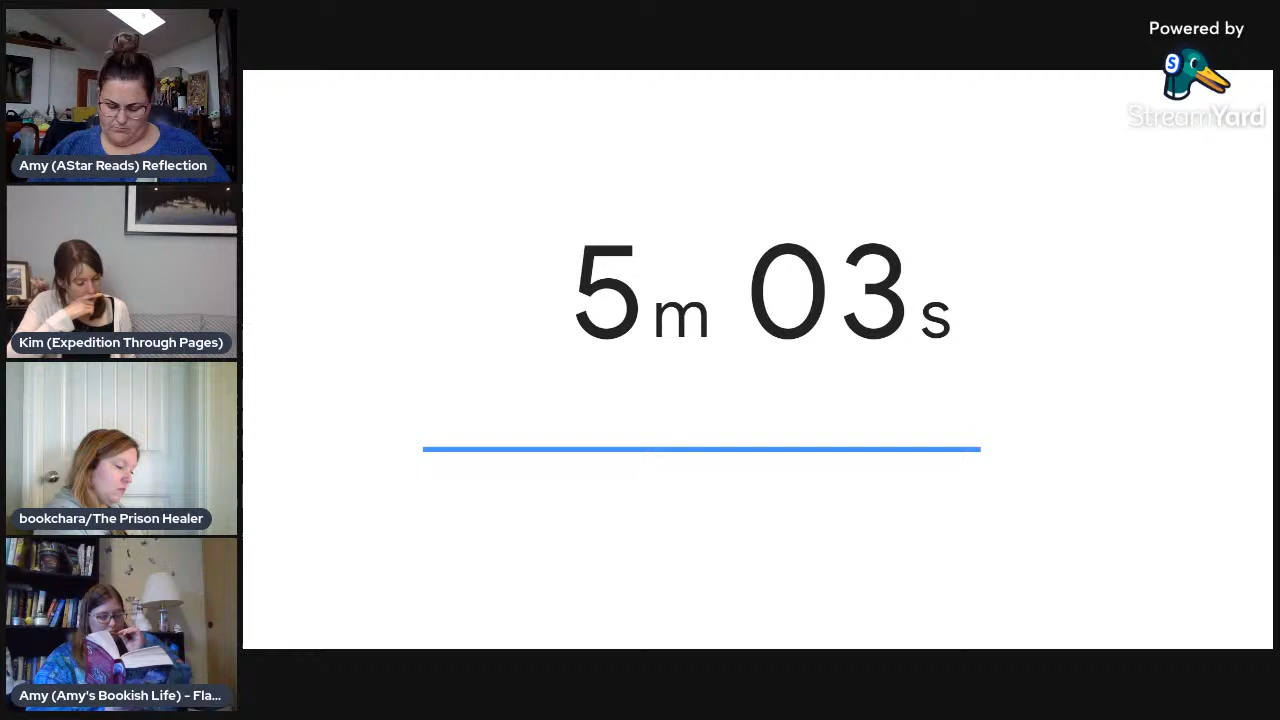 Powered by
StreamYard
Amy (AStar Reads) Reflection
Kim (Expedition Through Pages)
bookchara/The Prison Healer
Amy (Amy's Bookish Life) - Fla...
5m 03s